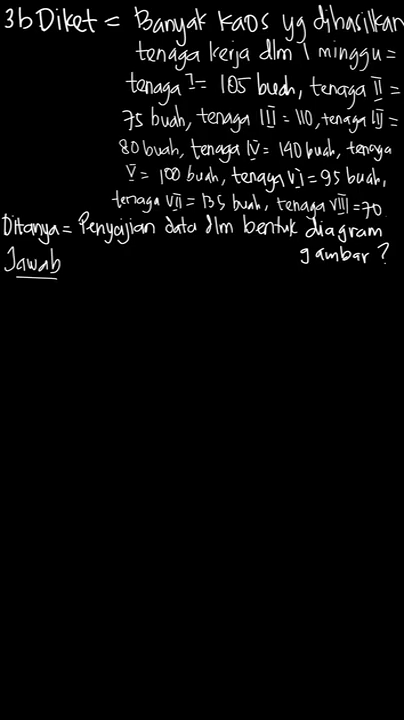 3b Diket = Banyak kaos yg dihasilkan
tenaga kerja dlm 1 minggu =
tenaga I = 105 buah, tenaga II =
75 buah, tenaga III = 110, tenaga IV =
80 buah, tenaga IV = 140 buah, tenaga
V = 100 buah, tenaga VI = 95 buah,
tenaga VII = 135 buah, tenaga VIII = 70
Ditanya = Penyajian data dlm bentuk diagram
gambar ?
Jawab